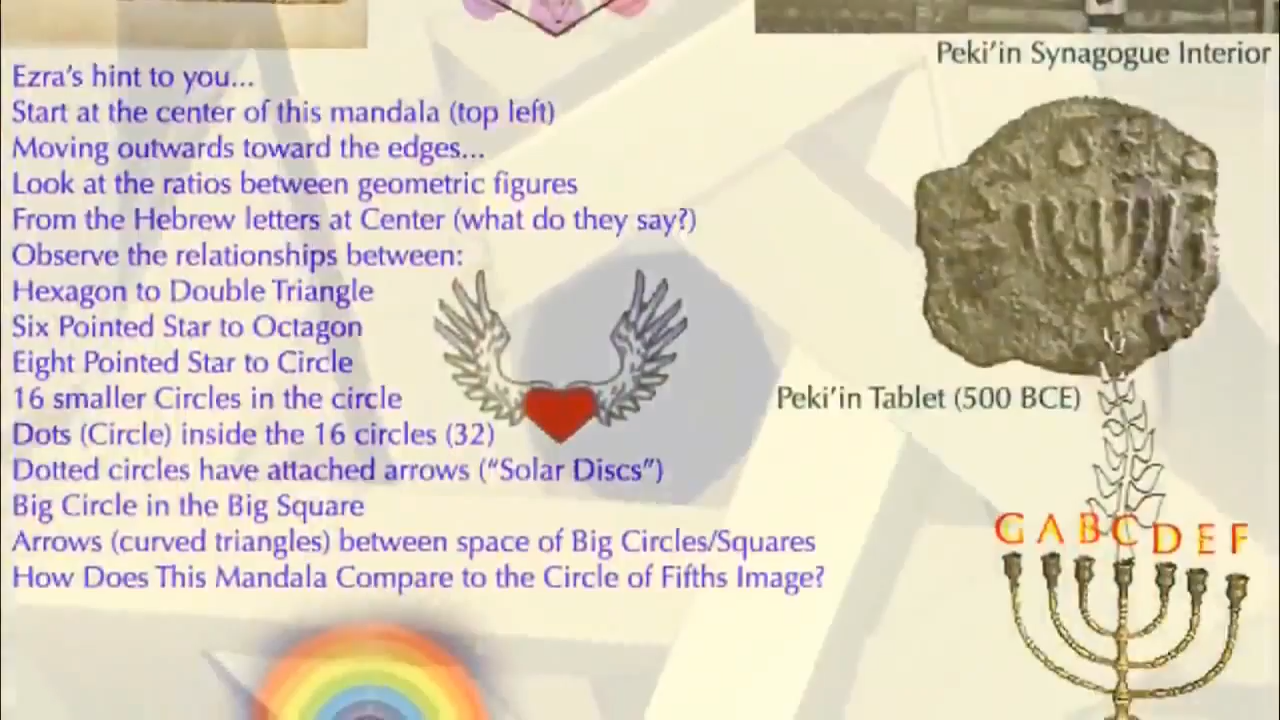 Peki’in Synagogue Interior
Ezra’s hint to you...
Start at the center of this mandala (top left)
Moving outwards toward the edges...
Look at the ratios between geometric figures
From the Hebrew letters at Center (what do they say?)
Observe the relationships between:
Hexagon to Double Triangle
Six Pointed Star to Octagon
Eight Pointed Star to Circle
16 smaller Circles in the circle
Dots (Circle) inside the 16 circles (32)
Dotted circles have attached arrows (“Solar Discs”)
Big Circle in the Big Square
Arrows (curved triangles) between space of Big Circles/Squares
How Does This Mandala Compare to the Circle of Fifths Image?
Peki’in Tablet (500 BCE)
G A B C D E F